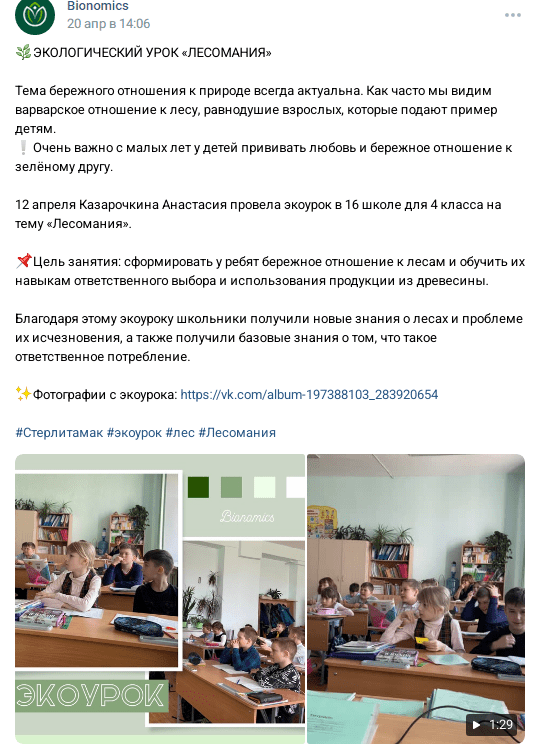 Bionomics
20 апр в 14:06
🌿ЭКОЛОГИЧЕСКИЙ УРОК «ЛЕСОМАНИЯ»
Тема бережного отношения к природе всегда актуальна. Как часто мы видим
варварское отношение к лесу, равнодушие взрослых, которые подают пример
детям.
❕Очень важно с малых лет у детей прививать любовь и бережное отношение к
зелёному другу.
12 апреля Казарочкина Анастасия провела экоурок в 16 школе для 4 класса на
тему «Лесомания».
📌Цель занятия: сформировать у ребят бережное отношение к лесам и обучить их
навыкам ответственного выбора и использования продукции из древесины.
Благодаря этому экоуроку школьники получили новые знания о лесах и проблеме
их исчезновения, а также получили базовые знания о том, что такое
ответственное потребление.
✨Фотографии с экоурока: https://vk.com/album-197388103_283920654
#Стерлитамак #экоурок #лес #Лесомания
Bionomics
ЭКОУРОК
1:29